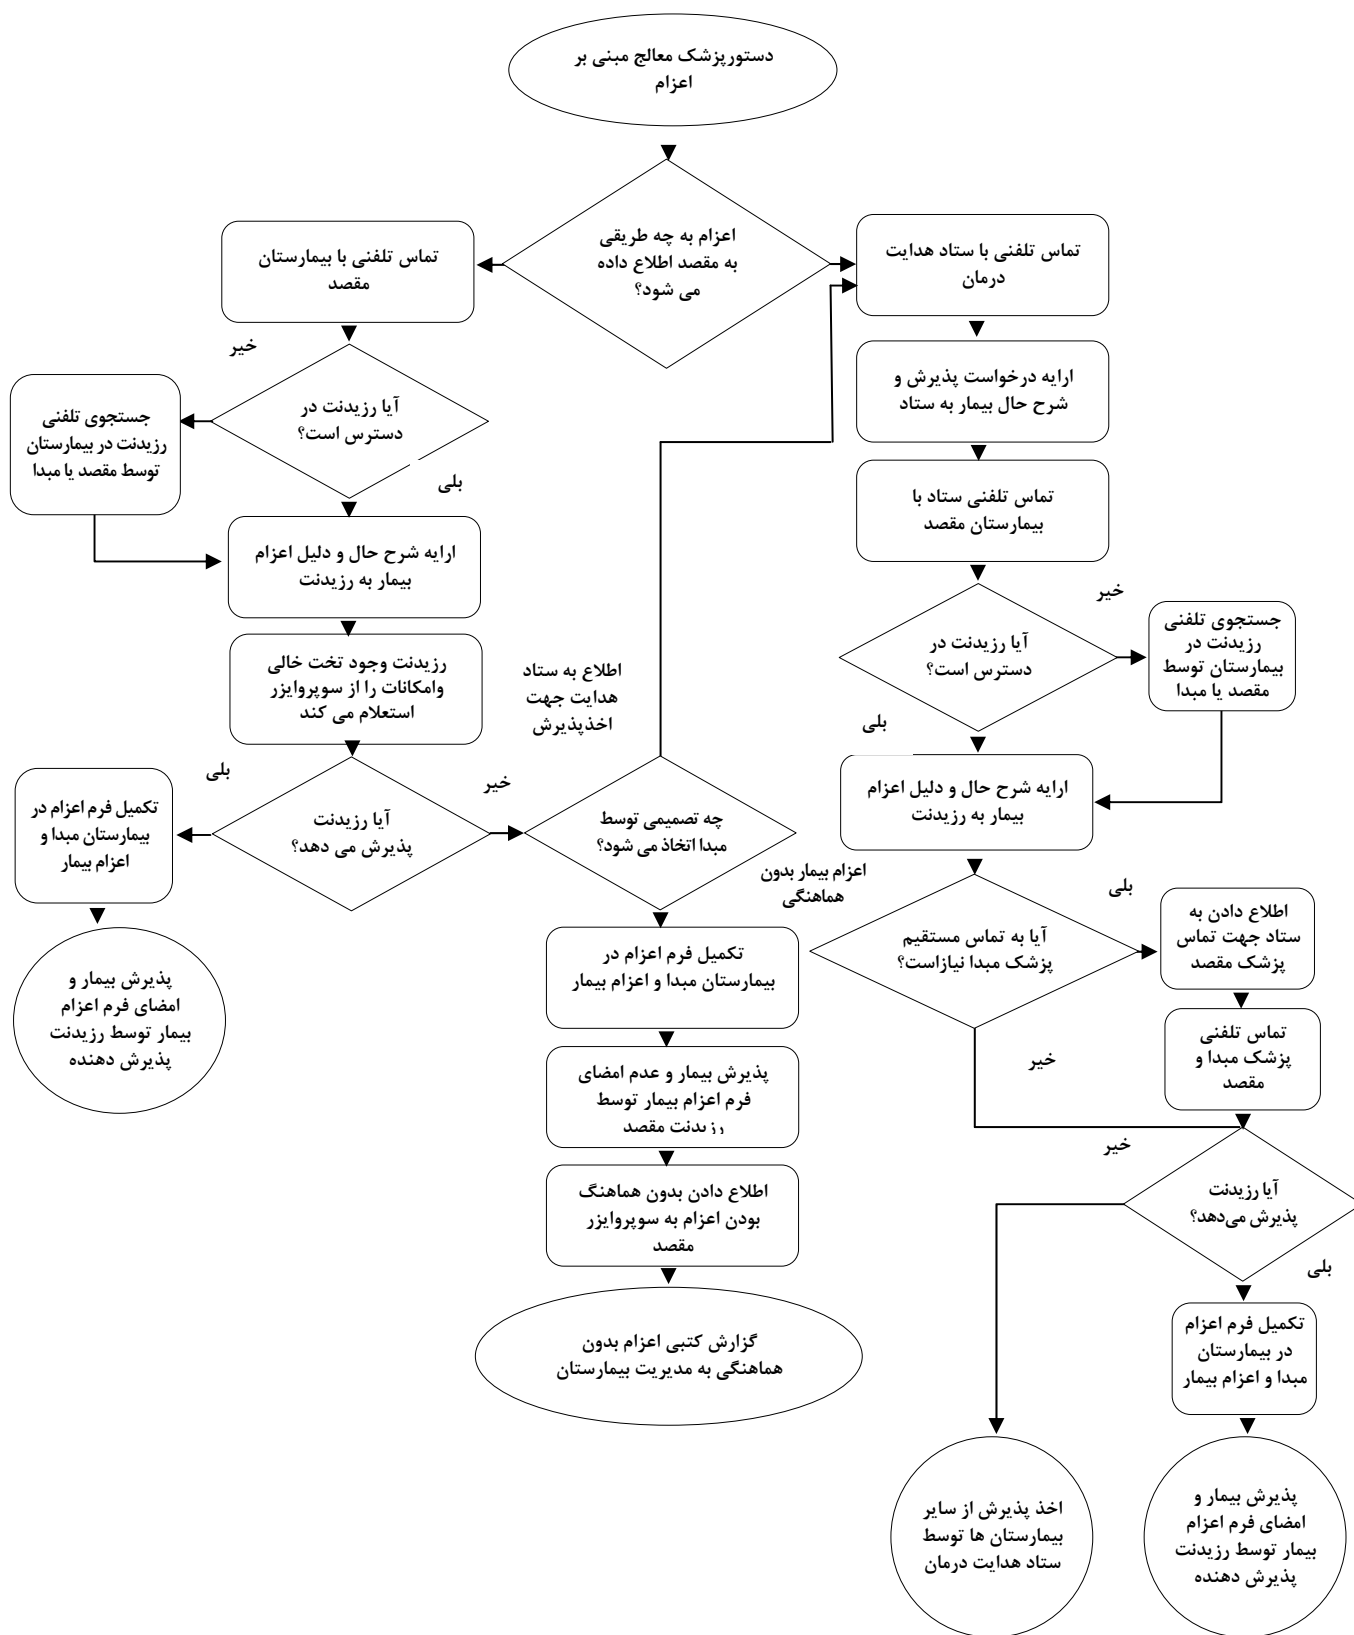 دستورپزشک معالج مبنی بر
اعزام
اعزام به چه طریقی
به مقصد اطلاع داده
می شود؟
تماس تلفنی با ستاد هدایت
درمان
تماس تلفنی با بیمارستان
مقصد
خیر
آیا رزیدنت در
دسترس است؟
جستجوی تلفنی
رزیدنت در بیمارستان
توسط مقصد یا مبدا
بلی
ارایه شرح حال و دلیل اعزام
بیمار به رزیدنت
رزیدنت وجود تخت خالی
وامکانات را از سوپروایزر
استعلام می کند
بلی
آیا رزیدنت
پذیرش می دهد؟
خیر
تکمیل فرم اعزام در
بیمارستان مبدا و
اعزام بیمار
پذیرش بیمار و
امضای فرم اعزام
بیمار توسط رزیدنت
پذیرش دهنده
اطلاع به ستاد
هدایت جهت
اخذپذیرش
چه تصمیمی توسط
مبدا اتخاذ می شود؟
اعزام بیمار بدون
هماهنگی
تکمیل فرم اعزام در
بیمارستان مبدا و اعزام بیمار
پذیرش بیمار و عدم امضای
فرم اعزام بیمار توسط
رزیدنت مقصد
اطلاع دادن بدون هماهنگ
بودن اعزام به سوپروایزر
مقصد
گزارش کتبی اعزام بدون
هماهنگی به مدیریت بیمارستان
ارایه درخواست پذیرش و
شرح حال بیمار به ستاد
تماس تلفنی ستاد با
بیمارستان مقصد
آیا رزیدنت در
دسترس است؟
خیر
جستجوی تلفنی
رزیدنت در
بیمارستان توسط
مقصد یا مبدا
بلی
ارایه شرح حال و دلیل اعزام
بیمار به رزیدنت
آیا به تماس مستقیم
پزشک مبدا نیازاست؟
بلی
اطلاع دادن به
ستاد جهت تماس
پزشک مقصد
تماس تلفنی
پزشک مبدا و
مقصد
خیر
خیر
آیا رزیدنت
پذیرش می‌دهد؟
بلی
تکمیل فرم اعزام
در بیمارستان
مبدا و اعزام بیمار
پذیرش بیمار و
امضای فرم اعزام
بیمار توسط رزیدنت
پذیرش دهنده
اخذ پذیرش از سایر
بیمارستان ها توسط
ستاد هدایت درمان